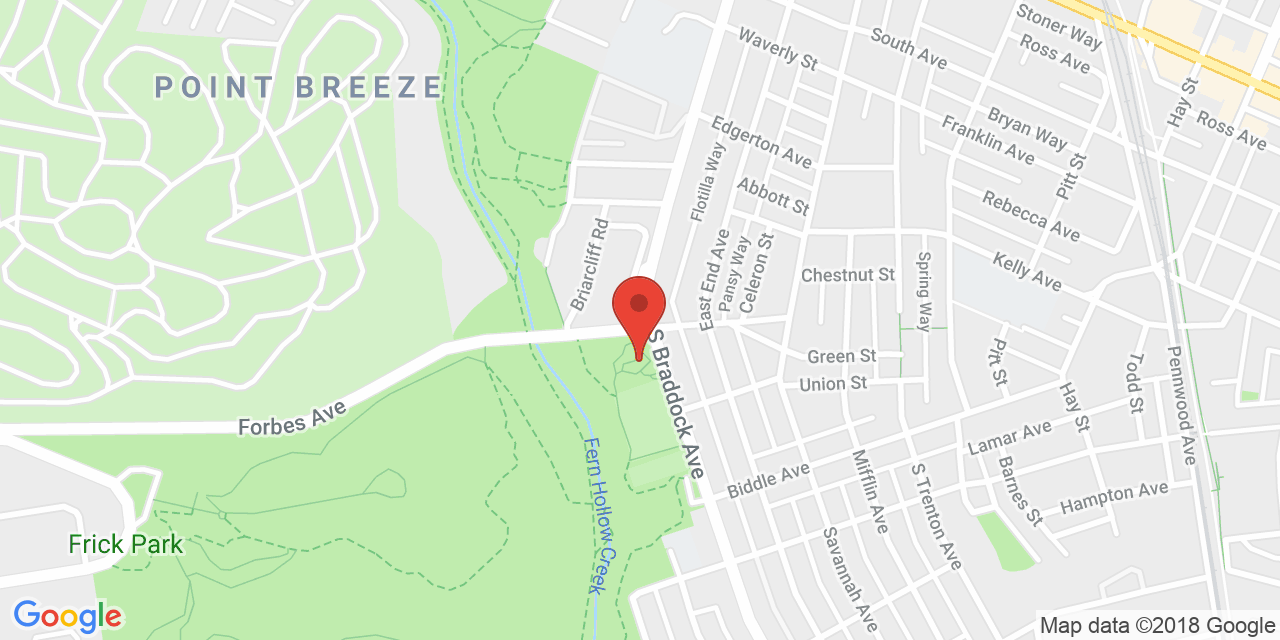 Stoner Way
Waverly St
South Ave
Ross Ave
POINT BREEZE
Hay St
Ross Ave
Edgerton Ave
Franklin Ave
Bryan Way
Pitt St
Flotilla Way
Abbott St
Rebecca Ave
Briarcliff Rd
East End Ave
Pansy Way
Celeron St
Chestnut St
Spring Way
Kelly Ave
S Braddock Ave
Green St
Union St
Pitt St
Hay St
Todd St
Pennwood Ave
Forbes Ave
Fern Hollow Creek
Biddle Ave
Mifflin Ave
S Trenton Ave
Lamar Ave
Barnes St
Hampton Ave
Frick Park
Savannah Ave
Google
Map data ©2018 Google